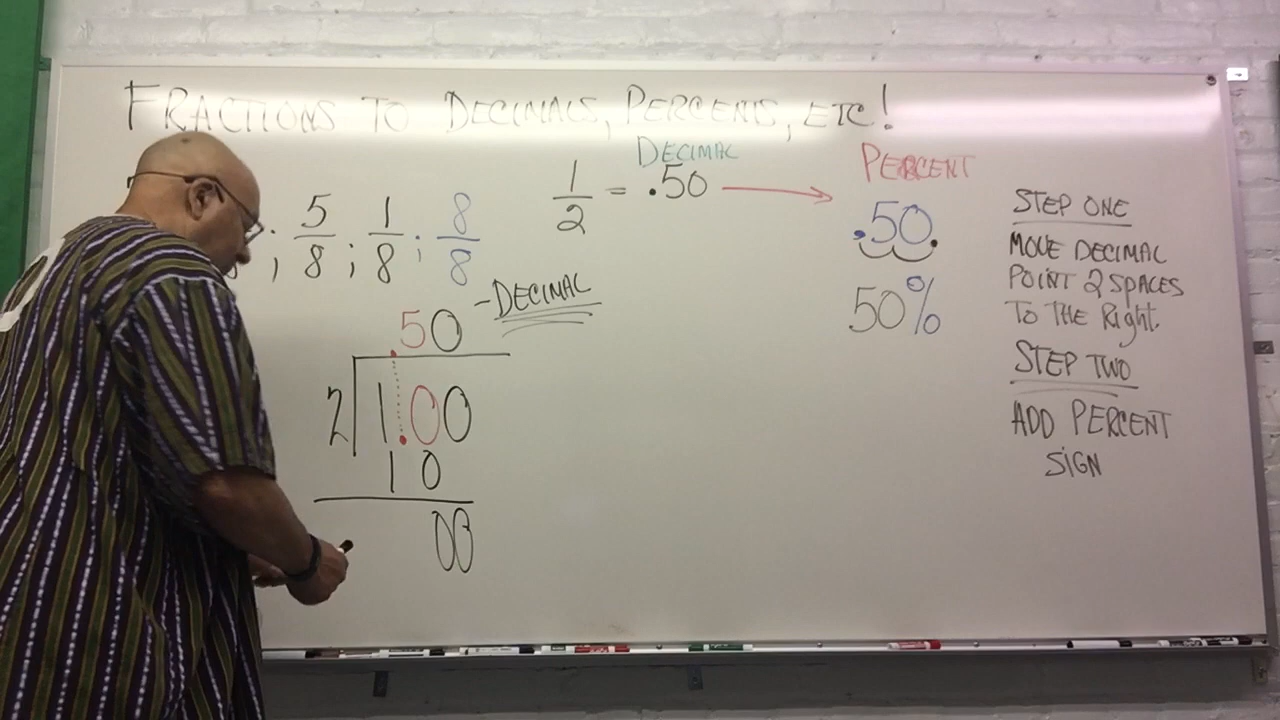 FRACTIONS TO DECIMALS, PERCENTS, ETC!
; 5/8 ; 1/8 ; 8/8
1/2 = .50
DECIMAL
PERCENT
.50.
50%
.50 - DECIMAL
2 1.00
10
00
STEP ONE
MOVE DECIMAL
POINT 2 SPACES
TO THE Right.
STEP TWO
ADD PERCENT
SIGN